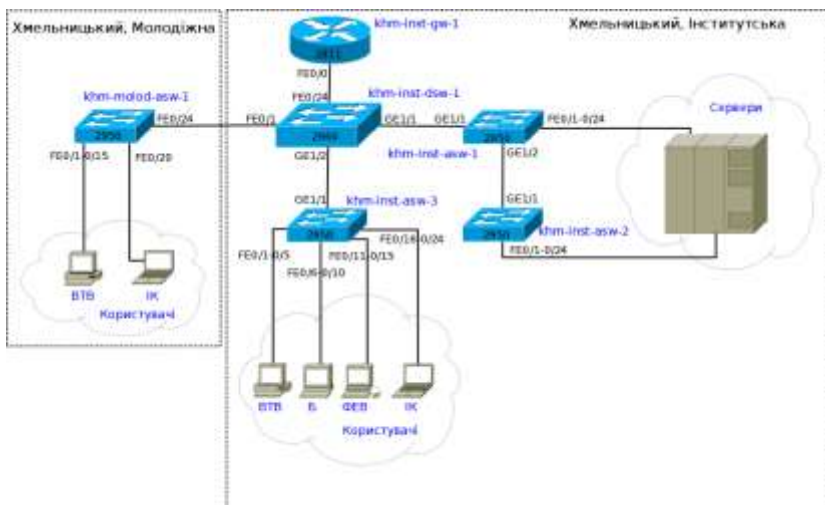 Хмельницький, Молодіжна
khm-molod-asw-1
FE0/24
2950
FE0/1-0/15
FE0/20
ВТВ
ІК
Користувачі
Хмельницький, Інститутська
khm-inst-gw-1
2811
FE0/0
FE0/24
khm-inst-dsw-1
FE0/1
GE1/1
GE1/1
FE0/1-0/24
Сервери
2950
khm-inst-asw-1
GE1/2
GE1/2
GE1/1
GE1/1
khm-inst-asw-3
2950
khm-inst-asw-2
2950
FE0/1-0/24
FE0/1-0/5
FE0/6-0/10
FE0/11-0/15
FE0/16-0/24
ВТВ
Б
ФЕВ
ІК
Користувачі